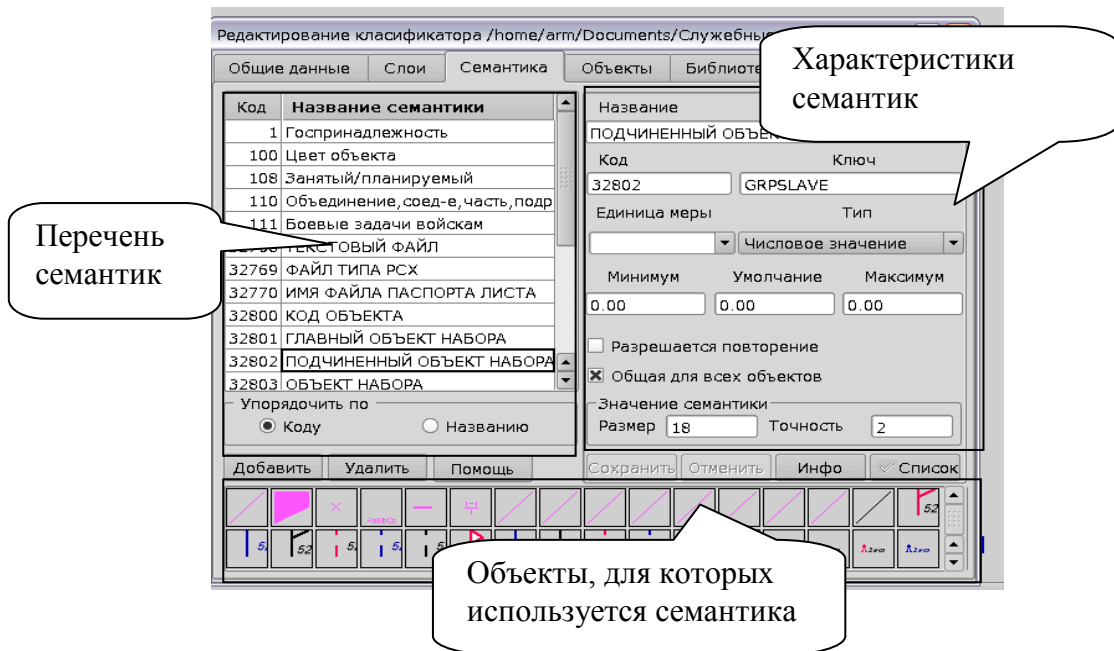 Редактирование класификатора /home/arm/Documents/Служебные
Общие данные
Слои
Семантика
Объекты
Библиоте
Характеристики
семантик
Код
Название семантики
1 Госпринадлежность
100 Цвет объекта
108 Занятый/планируемый
110 Объединение,соед-е,часть,подр
111 Боевые задачи войскам
ТЕКСТОВЫЙ ФАЙЛ
32769 ФАЙЛ ТИПА PCX
32770 ИМЯ ФАЙЛА ПАСПОРТА ЛИСТА
32800 КОД ОБЪЕКТА
32801 ГЛАВНЫЙ ОБЪЕКТ НАБОРА
32802 ПОДЧИНЕННЫЙ ОБЪЕКТ НАБОРА
32803 ОБЪЕКТ НАБОРА
Перечень
семантик
Упорядочить по
Коду
Названию
Название
ПОДЧИНЕННЫЙ
Код
Ключ
32802
GRPSLAVE
Единица меры
Тип
Числовое значение
Минимум
Умолчание
Максимум
0.00
0.00
0.00
Разрешается повторение
Общая для всех объектов
Значение семантики
Размер 18
Точность 2
Добавить
Удалить
Помощь
Сохранить
Отменить
Инфо
Список
52
52
Объекты, для которых
используется семантика